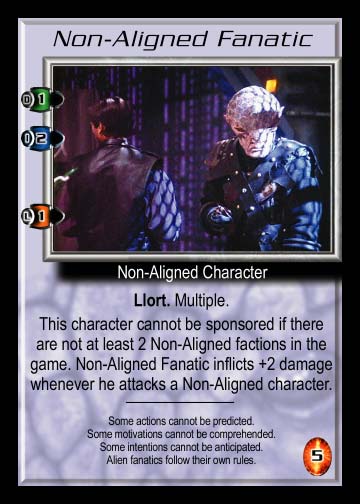 Non-Aligned Fanatic
D 1
I 2
L 1
Non-Aligned Character
Llort. Multiple.
This character cannot be sponsored if there
are not at least 2 Non-Aligned factions in the
game. Non-Aligned Fanatic inflicts +2 damage
whenever he attacks a Non-Aligned character.
Some actions cannot be predicted.
Some motivations cannot be comprehended.
Some intentions cannot be anticipated.
Alien fanatics follow their own rules.
5